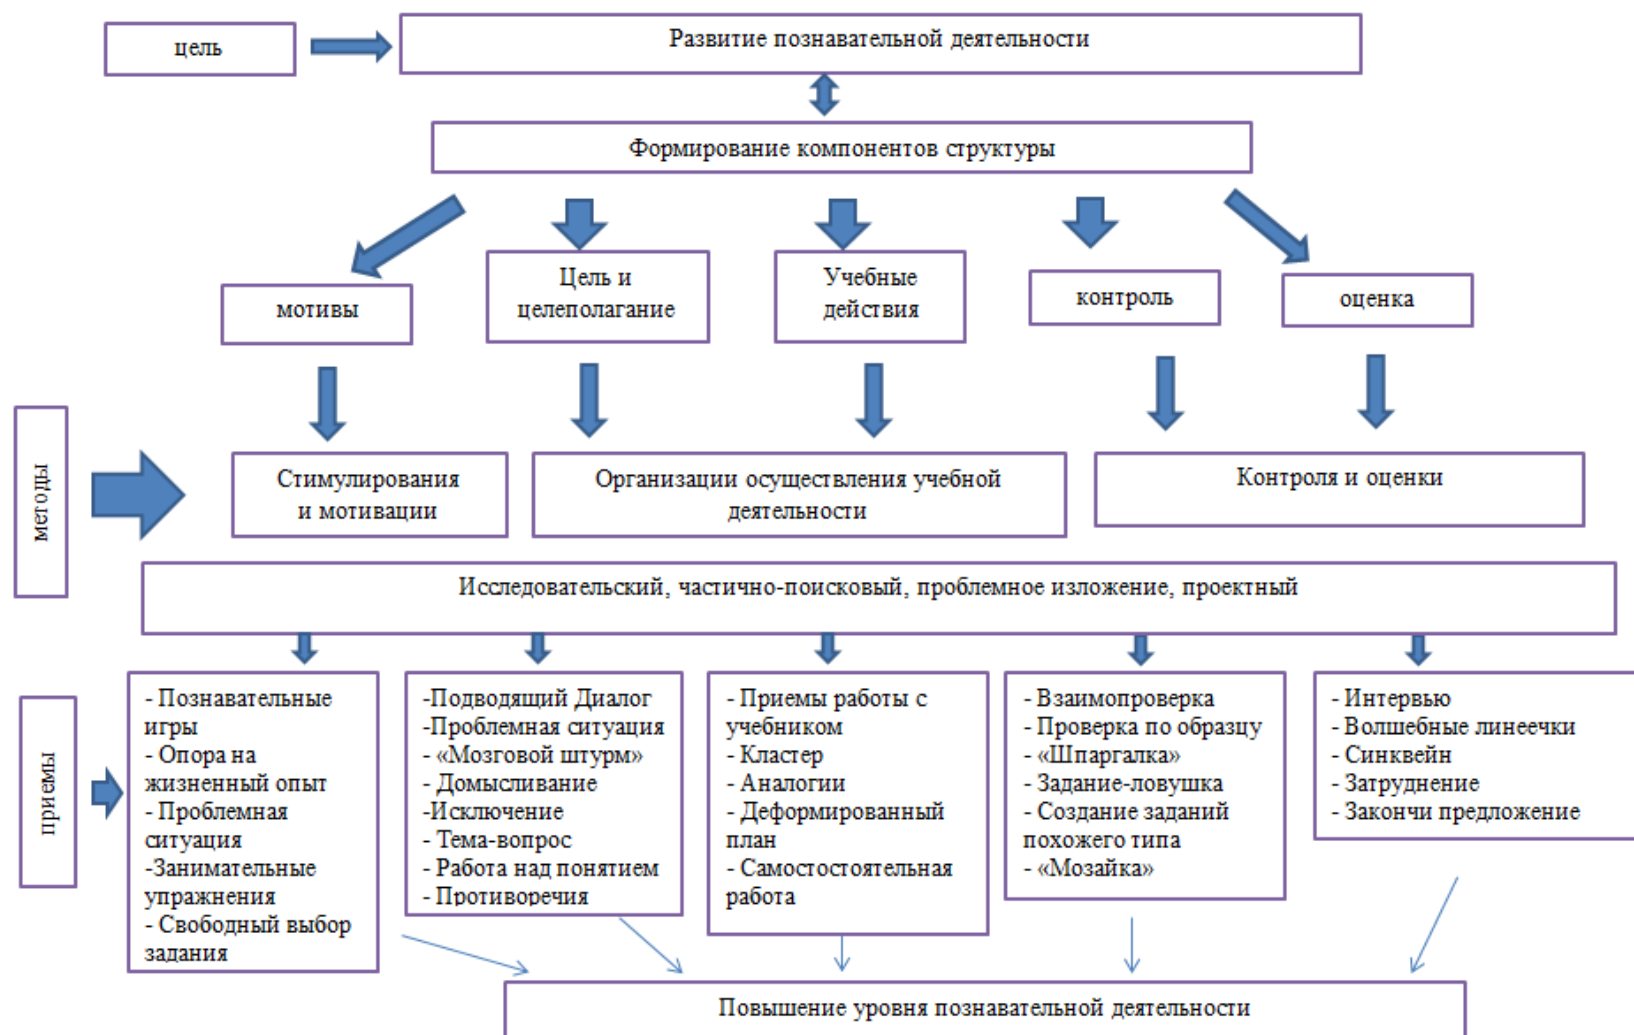 цель
Развитие познавательной деятельности
Формирование компонентов структуры
мотивы
Цель и
целеполагание
Учебные
действия
контроль
оценка
методы
Стимулирования
и мотивации
Организации осуществления учебной
деятельности
Контроля и оценки
Исследовательский, частично-поисковый, проблемное изложение, проектный
приемы
- Познавательные
игры
- Опора на
жизненный опыт
- Проблемная
ситуация
-Занимательные
упражнения
- Свободный выбор
задания
-Подводящий Диалог
-Проблемная ситуация
- «Мозговой штурм»
- Домысливание
-Исключение
- Тема-вопрос
- Работа над понятием
- Противоречия
- Приемы работы с
учебником
- Кластер
- Аналогии
- Деформированный
план
- Самостостоятельная
работа
- Взаимопроверка
- Проверка по образцу
- «Шпаргалка»
- Задание-ловушка
- Создание заданий
похожего типа
- «Мозайка»
- Интервью
- Волшебные линеечки
- Синквейн
- Затруднение
- Закончи предложение
Повышение уровня познавательной деятельности